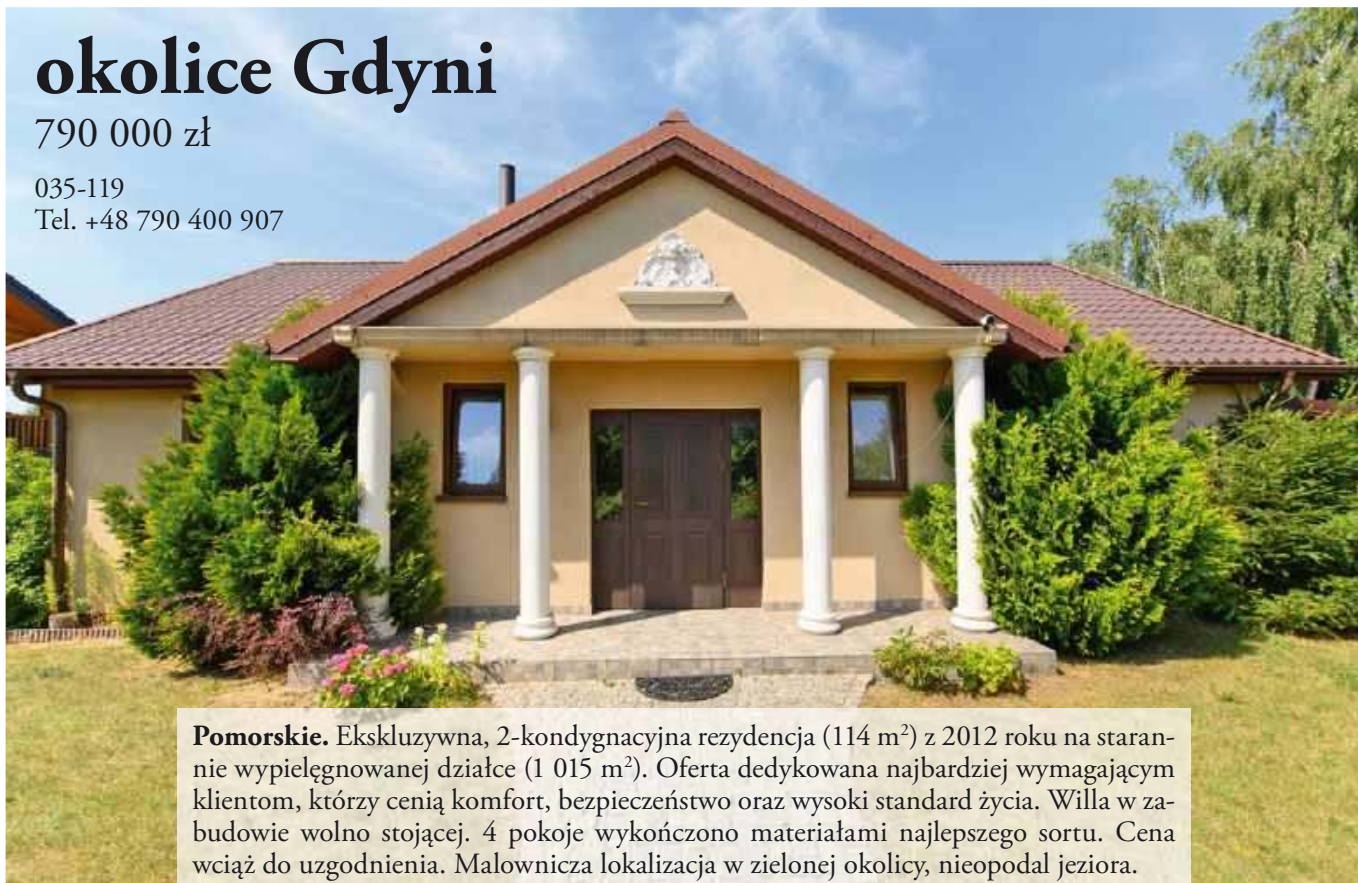 okolice Gdyni
790 000 zł
035-119
Tel. +48 790 400 907
Pomorskie. Ekskluzywna, 2-kondygnacyjna rezydencja (114 m²) z 2012 roku na staran-
nie wypielęgnowanej działce (1 015 m²). Oferta dedykowana najbardziej wymagającym
klientom, którzy cenią komfort, bezpieczeństwo oraz wysoki standard życia. Willa w za-
budowie wolno stojącej. 4 pokoje wykończono materiałami najlepszego sortu. Cena
wciąż do uzgodnienia. Malownicza lokalizacja w zielonej okolicy, nieopodal jeziora.